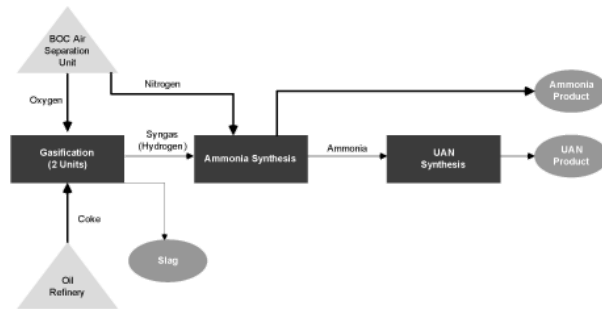 BOC Air
Separation
Unit
Nitrogen
Oxygen
Ammonia
Product
Gasification
(2 Units)
Syngas
(Hydrogen)
Ammonia Synthesis
Ammonia
UAN
Synthesis
UAN
Product
Coke
Slag
Oil
Refinery